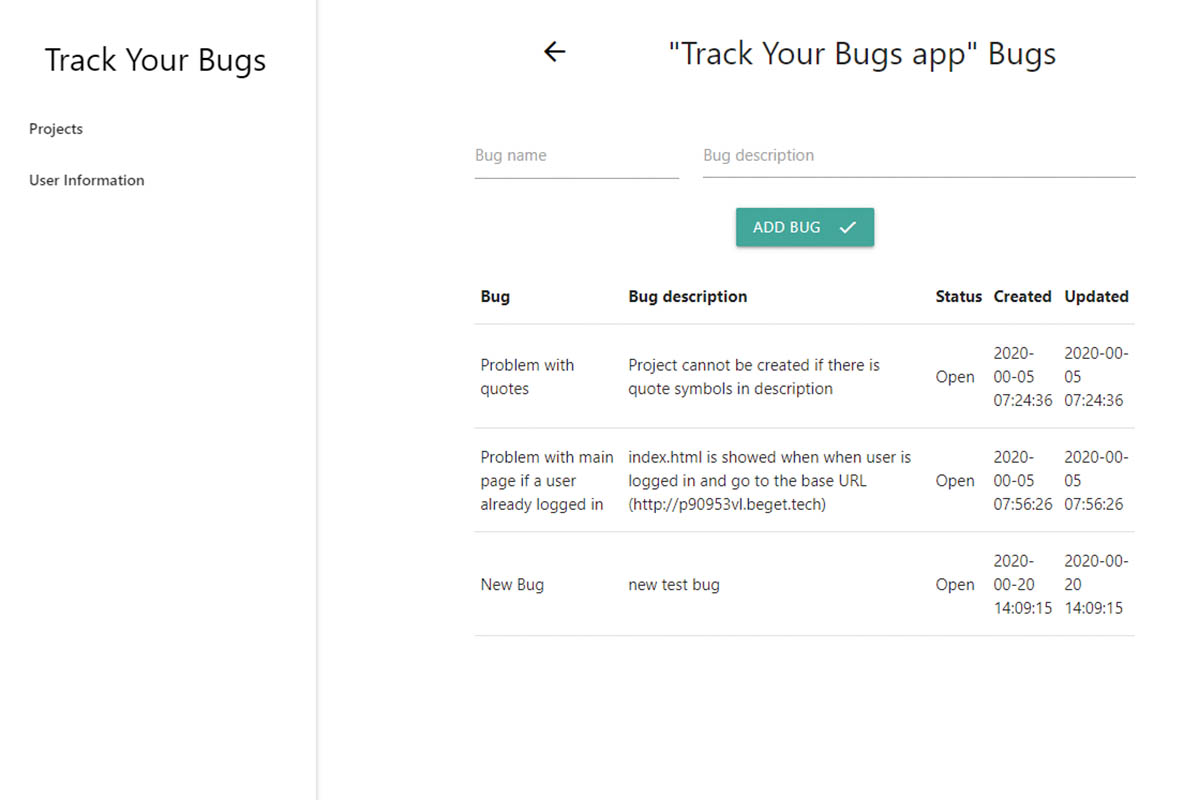 Track Your Bugs
Projects
User Information
"Track Your Bugs app" Bugs
Bug name
Bug description
ADD BUG
Bug
Bug description
Status
Created
Updated
Problem with
quotes
Project cannot be created if there is
quote symbols in description
Open
2020-
00-05
07:24:36
2020-00-
05
07:24:36
Problem with main
page if a user
already logged in
index.html is showed when when user is
logged in and go to the base URL
(http://p90953vl.beget.tech)
Open
2020-
00-05
07:56:26
2020-00-
05
07:56:26
New Bug
new test bug
Open
2020-
00-20
14:09:15
2020-00-
20
14:09:15